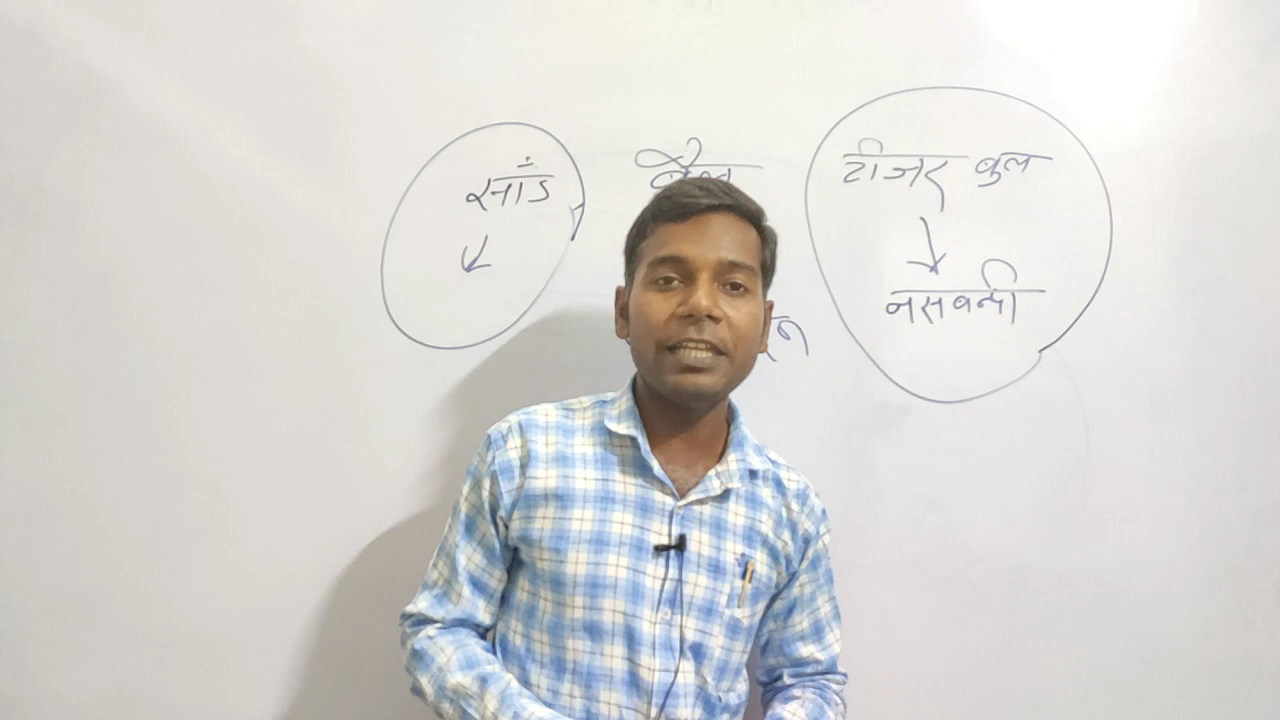 सांड
बैल
टीजर बुल
नसबन्दी